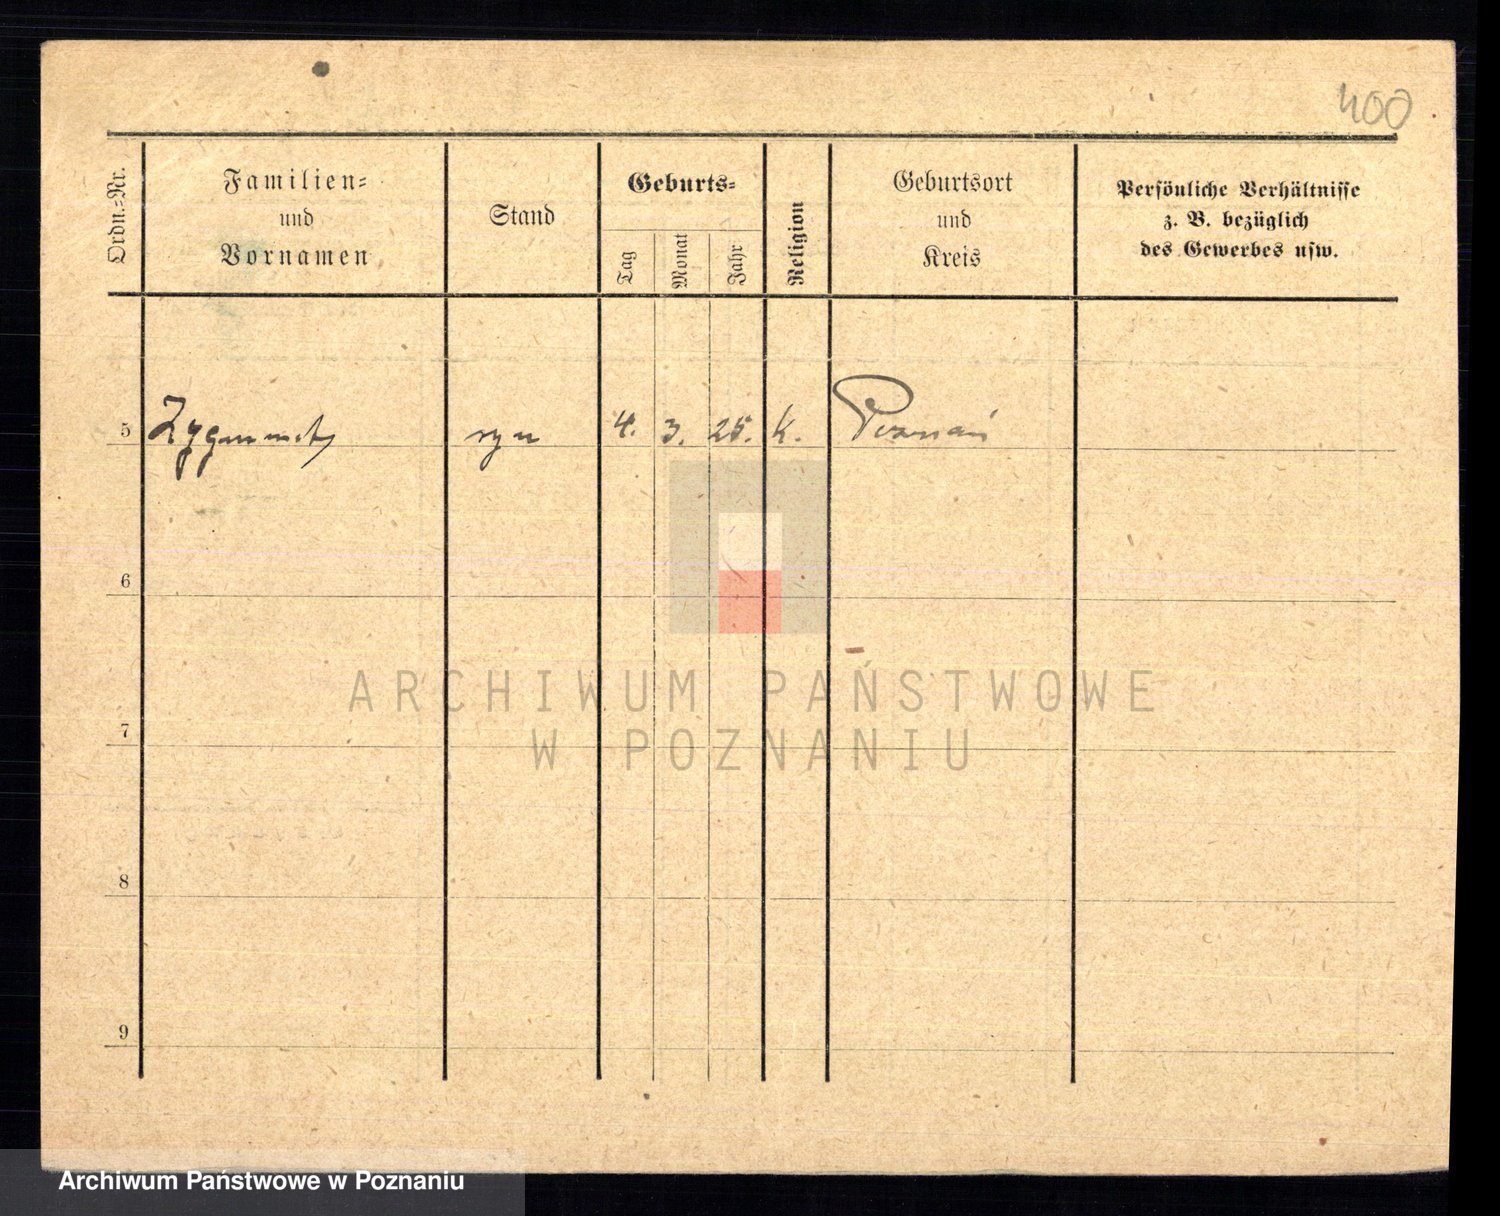 400
Ordn.-Nr.
Familien-
und
Vornamen
Stand
Geburts-
Tag
Monat
Jahr
Religion
Geburtsort
und
Kreis
Persönliche Verhältnisse
z. B. bezüglich
des Gewerbes usw.
5 Zygmunt syn 4. 3. 25. k. Poznań
6
ARCHIWUM PAŃSTWOWE
7
W POZNANIU
8
9
Archiwum Państwowe w Poznaniu